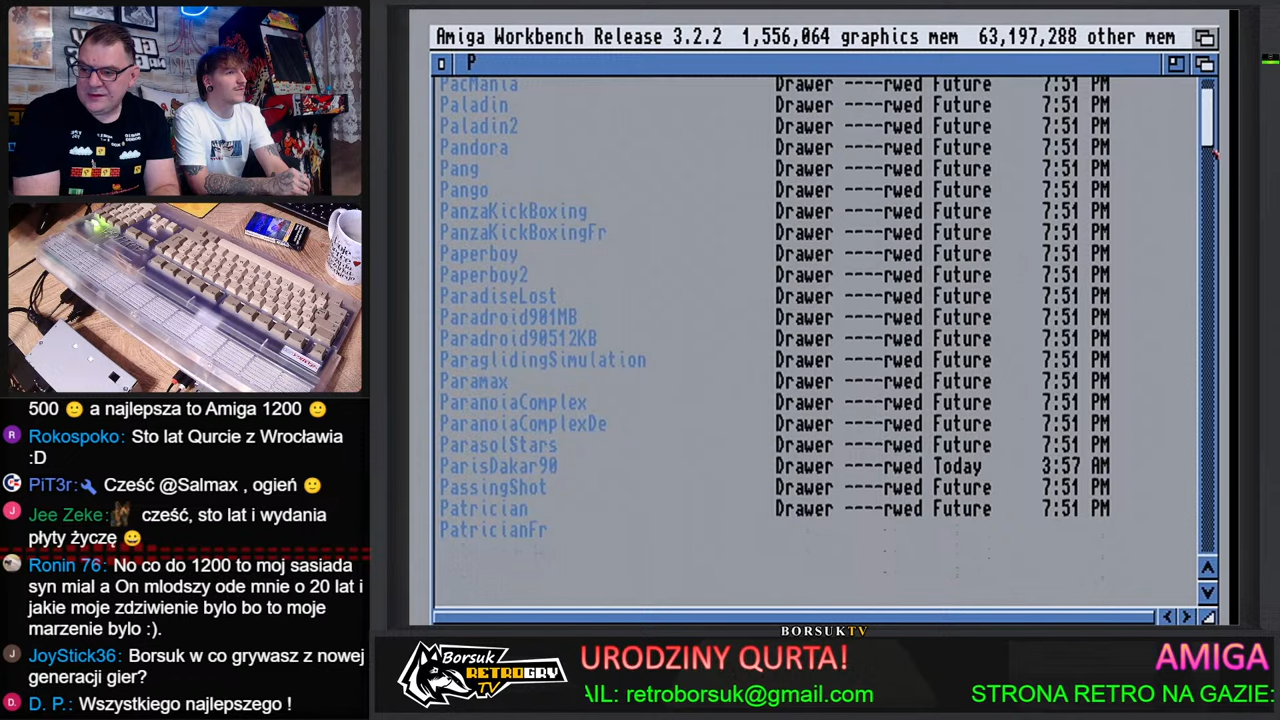 Amiga Workbench Release 3.2.2 1,556,064 graphics mem 63,197,288 other mem
P
PacMania Drawer ----rwed Future 7:51 PM
Paladin Drawer ----rwed Future 7:51 PM
Paladin2 Drawer ----rwed Future 7:51 PM
Pandora Drawer ----rwed Future 7:51 PM
Pang Drawer ----rwed Future 7:51 PM
Pango Drawer ----rwed Future 7:51 PM
PanzaKickBoxing Drawer ----rwed Future 7:51 PM
PanzaKickBoxingFr Drawer ----rwed Future 7:51 PM
Paperboy Drawer ----rwed Future 7:51 PM
Paperboy2 Drawer ----rwed Future 7:51 PM
ParadiseLost Drawer ----rwed Future 7:51 PM
Paradroid901MB Drawer ----rwed Future 7:51 PM
Paradroid90512KB Drawer ----rwed Future 7:51 PM
ParaglidingSimulation Drawer ----rwed Future 7:51 PM
Paramax Drawer ----rwed Future 7:51 PM
ParanoiaComplex Drawer ----rwed Future 7:51 PM
ParanoiaComplexDe Drawer ----rwed Future 7:51 PM
ParasolStars Drawer ----rwed Future 7:51 PM
ParisDakar90 Drawer ----rwed Today 3:57 AM
PassingShot Drawer ----rwed Future 7:51 PM
Patrician Drawer ----rwed Future 7:51 PM
PatricianFr
500 🙂 a najlepsza to Amiga 1200 🙂
R Rokospoko: Sto lat Qurcie z Wrocławia
:D
PiT3r: Cześć @Salmax , ogień 🙂
Jee Zeke: cześć, sto lat i wydania
płyty życzę 😀
Ronin 76: No co do 1200 to moj sasiada
syn mial a On mlodszy ode mnie o 20 lat i
jakie moje zdziwienie bylo bo to moje
marzenie bylo :).
J JoyStick36: Borsuk w co grywasz z nowej
generacji gier?
D. D. P.: Wszystkiego najlepszego !
BORSUKTV
Borsuk
RETROGRY
TV
URODZINY QURTA!
AMIGA
AIL: retroborsuk@gmail.com
STRONA RETRO NA GAZIE: